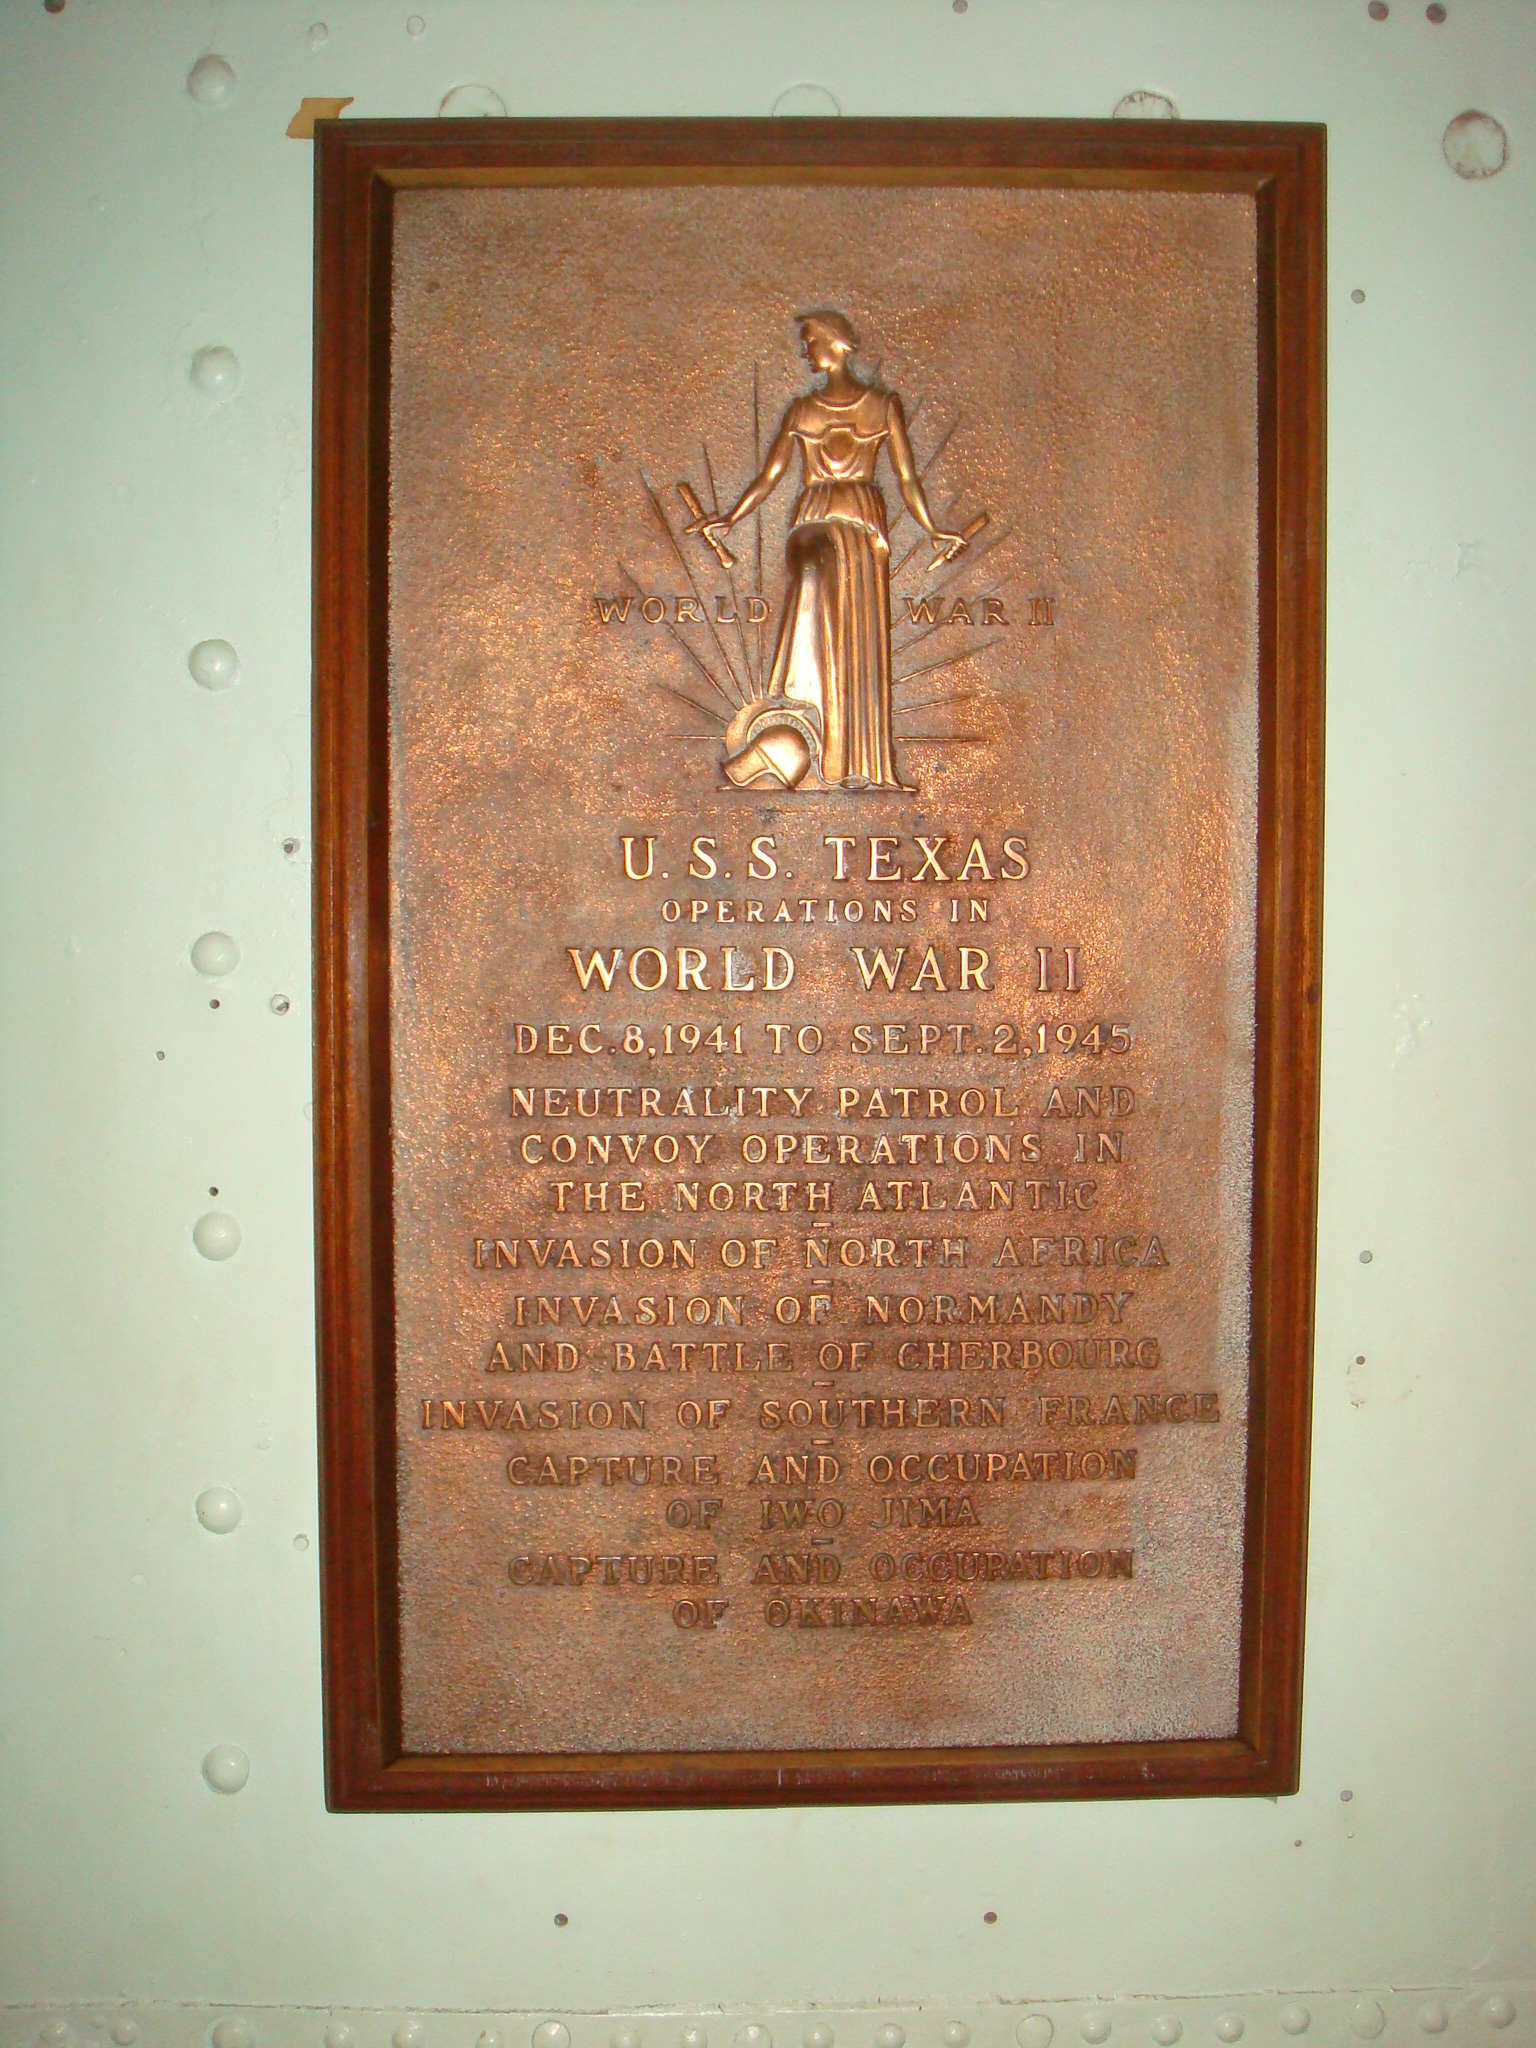 WORLD WAR II
U.S.S. TEXAS
OPERATIONS IN
WORLD WAR II
DEC. 8, 1941 TO SEPT. 2, 1945
NEUTRALITY PATROL AND
CONVOY OPERATIONS IN
THE NORTH ATLANTIC
INVASION OF NORTH AFRICA
INVASION OF NORMANDY
AND BATTLE OF CHERBOURG
INVASION OF SOUTHERN FRANCE
CAPTURE AND OCCUPATION
OF IWO JIMA
CAPTURE AND OCCUPATION
OF OKINAWA